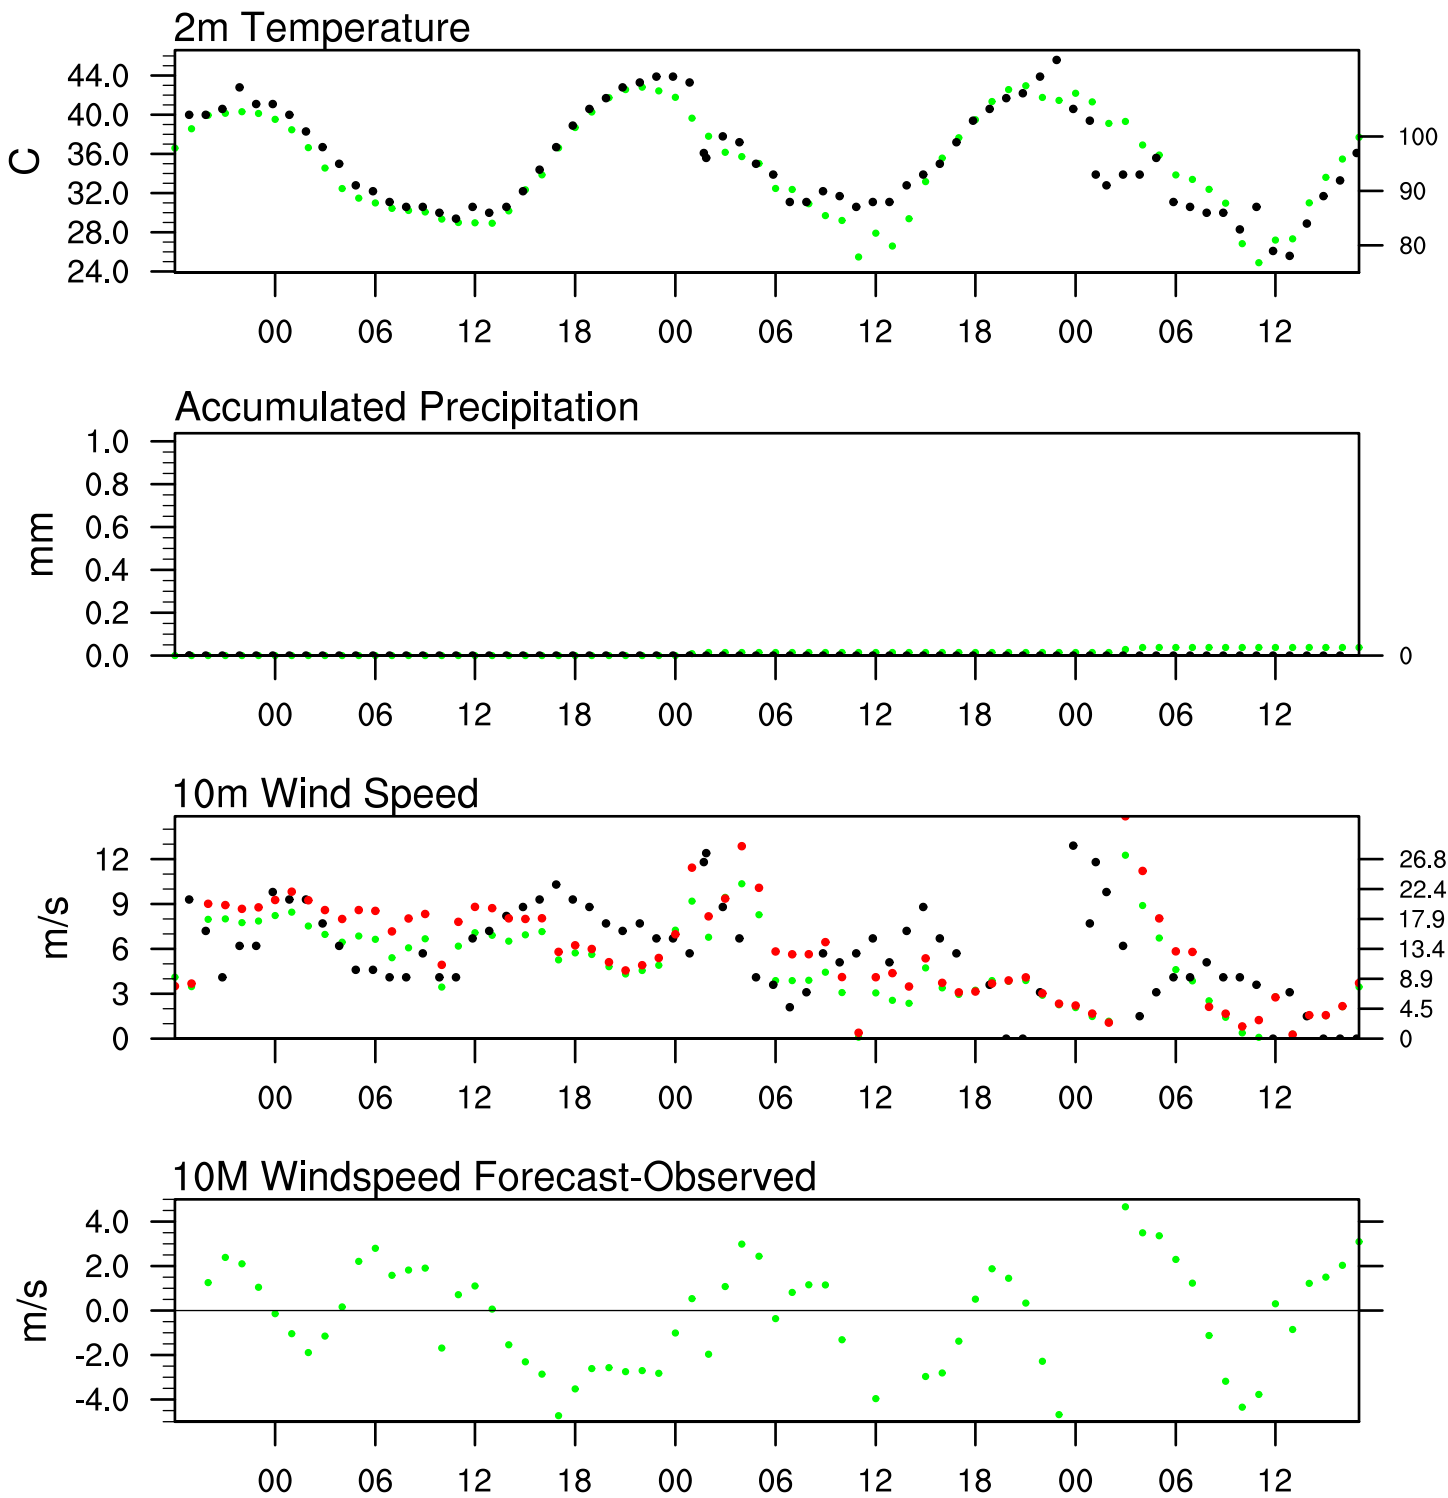 2m Temperature
C
44.0
40.0
36.0
32.0
28.0
24.0
100
90
80
00 06 12 18 00 06 12 18 00 06 12
Accumulated Precipitation
mm
1.0
0.8
0.6
0.4
0.2
0.0
0
00 06 12 18 00 06 12 18 00 06 12
10m Wind Speed
m/s
12
9
6
3
0
26.8
22.4
17.9
13.4
8.9
4.5
0
00 06 12 18 00 06 12 18 00 06 12
10M Windspeed Forecast-Observed
m/s
4.0
2.0
0.0
-2.0
-4.0
00 06 12 18 00 06 12 18 00 06 12